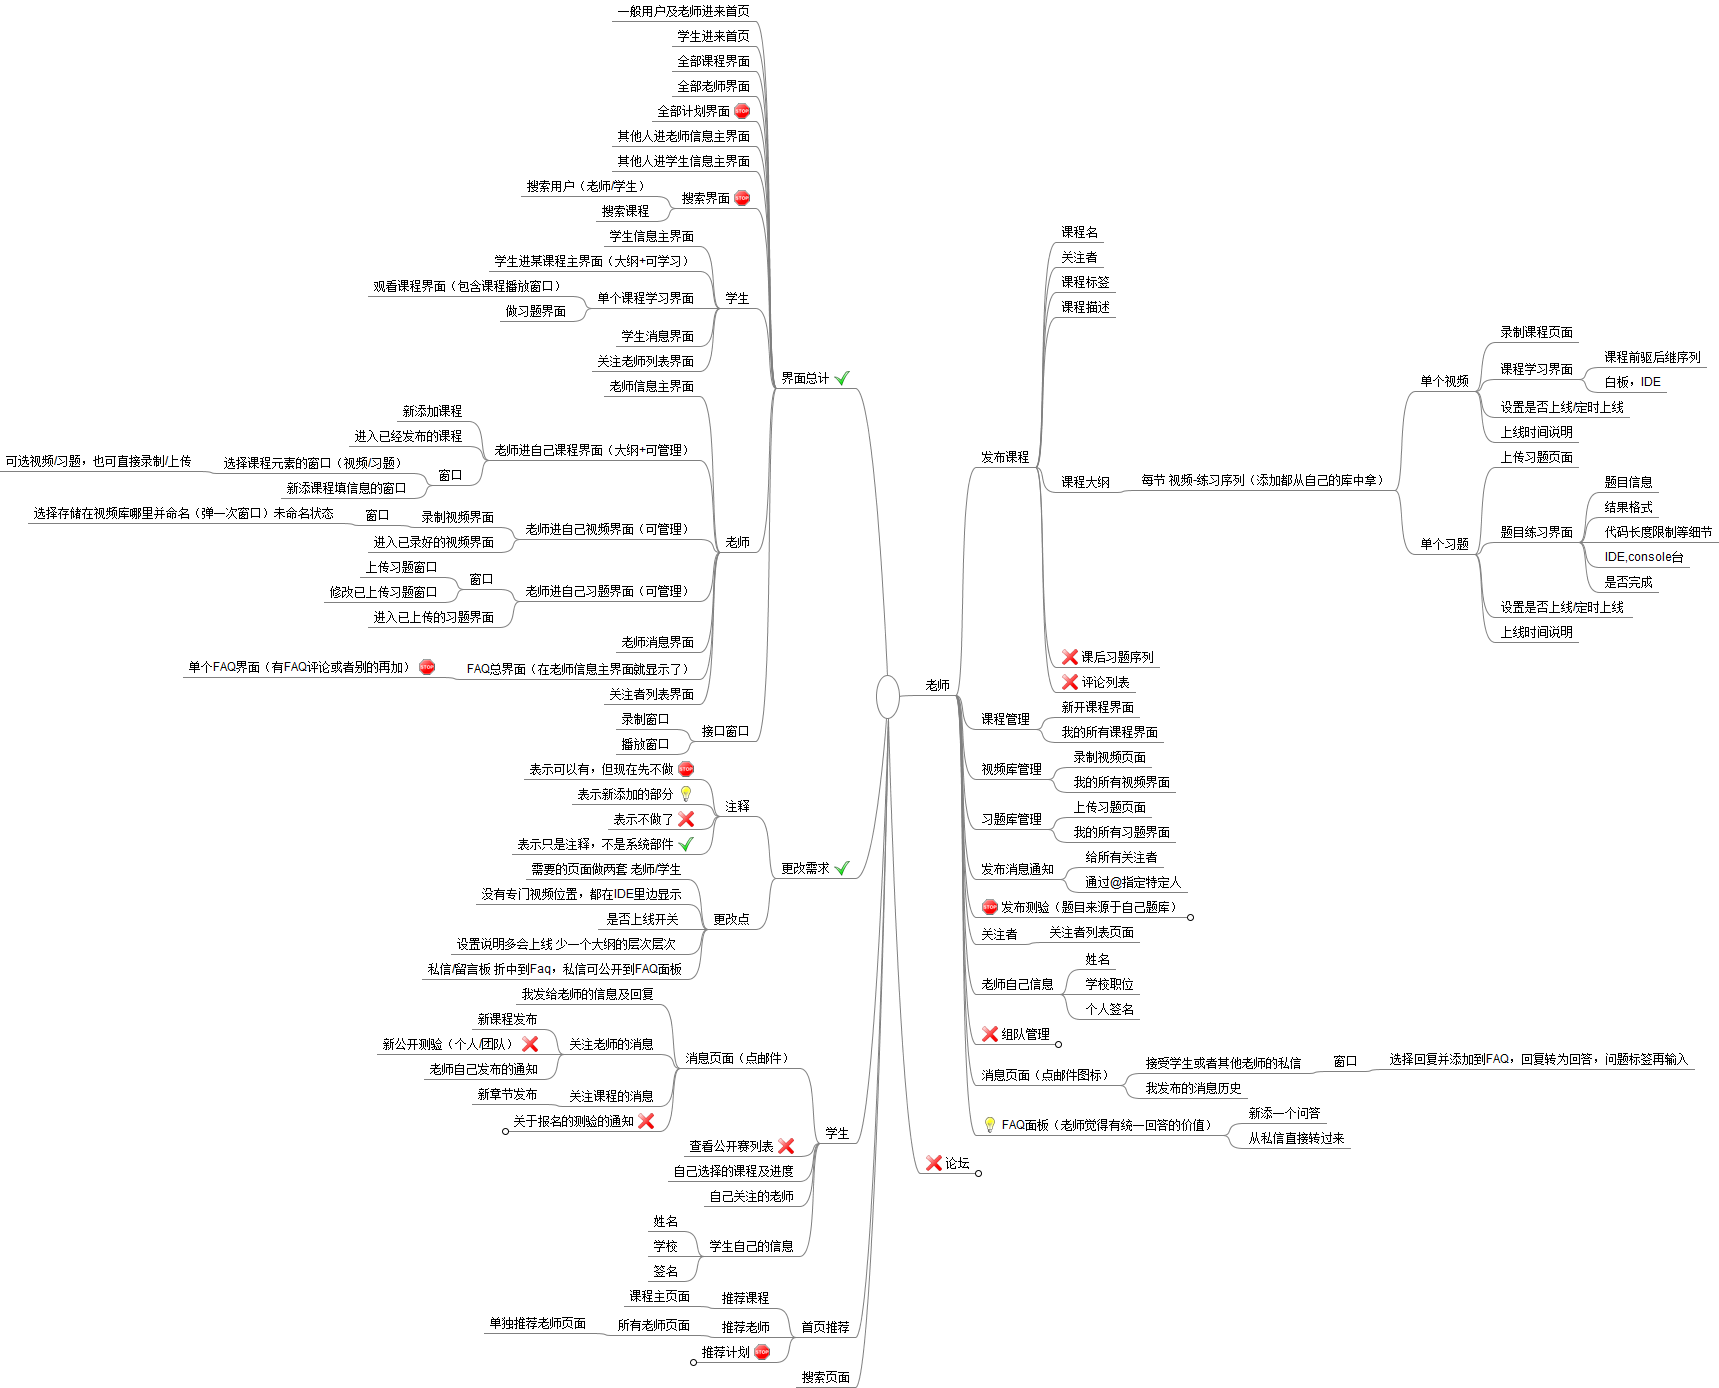 一般用户及老师进来首页
学生进来首页
全部课程界面
全部老师界面
全部计划界面
STOP
其他人进老师信息主界面
其他人进学生信息主界面
搜索用户（老师/学生）
搜索课程
搜索界面
STOP
学生信息主界面
学生进某课程主界面（大纲+可学习）
观看课程界面（包含课程播放窗口）
做习题界面
单个课程学习界面
学生消息界面
关注老师列表界面
学生
界面总计
老师信息主界面
新添加课程
进入已经发布的课程
可选视频/习题，也可直接录制/上传
选择课程元素的窗口（视频/习题）
新添课程填信息的窗口
窗口
老师进自己课程界面（大纲+可管理）
选择存储在视频库哪里并命名（弹一次窗口）未命名状态
窗口
录制视频界面
进入已录好的视频界面
老师进自己视频界面（可管理）
上传习题窗口
修改已上传习题窗口
窗口
进入已上传的习题界面
老师进自己习题界面（可管理）
老师消息界面
单个FAQ界面（有FAQ评论或者别的再加）
STOP
FAQ总界面（在老师信息主界面就显示了）
关注者列表界面
老师
录制窗口
播放窗口
接口窗口
表示可以有，但现在先不做
STOP
表示新添加的部分
表示不做了
表示只是注释，不是系统部件
注释
更改需求
需要的页面做两套 老师/学生
没有专门视频位置，都在IDE里边显示
是否上线开关
设置说明多会上线 少一个大纲的层次层次
私信/留言板 折中到Faq，私信可公开到FAQ面板
更改点
我发给老师的信息及回复
新课程发布
新公开测验（个人/团队）
老师自己发布的通知
关注老师的消息
新章节发布
关注课程的消息
关于报名的测验的通知
消息页面（点邮件）
查看公开赛列表
自己选择的课程及进度
自己关注的老师
姓名
学校
签名
学生自己的信息
学生
课程主页面
推荐课程
单独推荐老师页面
所有老师页面
推荐老师
推荐计划
STOP
首页推荐
搜索页面
老师
发布课程
课程名
关注者
课程标签
课程描述
课程大纲
每节 视频-练习序列（添加都从自己的库中拿）
单个视频
录制课程页面
课程学习界面
课程前驱后继序列
白板，IDE
设置是否上线/定时上线
上线时间说明
单个习题
上传习题页面
题目练习界面
题目信息
结果格式
代码长度限制等细节
IDE,console台
是否完成
设置是否上线/定时上线
上线时间说明
课后习题序列
评论列表
课程管理
新开课程界面
我的所有课程界面
视频库管理
录制视频页面
我的所有视频界面
习题库管理
上传习题页面
我的所有习题界面
发布消息通知
给所有关注者
通过@指定特定人
STOP
发布测验（题目来源于自己题库）
关注者
关注者列表页面
老师自己信息
姓名
学校职位
个人签名
组队管理
消息页面（点邮件图标）
接受学生或者其他老师的私信
窗口
选择回复并添加到FAQ，回复转为回答，问题标签再输入
我发布的消息历史
FAQ面板（老师觉得有统一回答的价值）
新添一个问答
从私信直接转过来
论坛